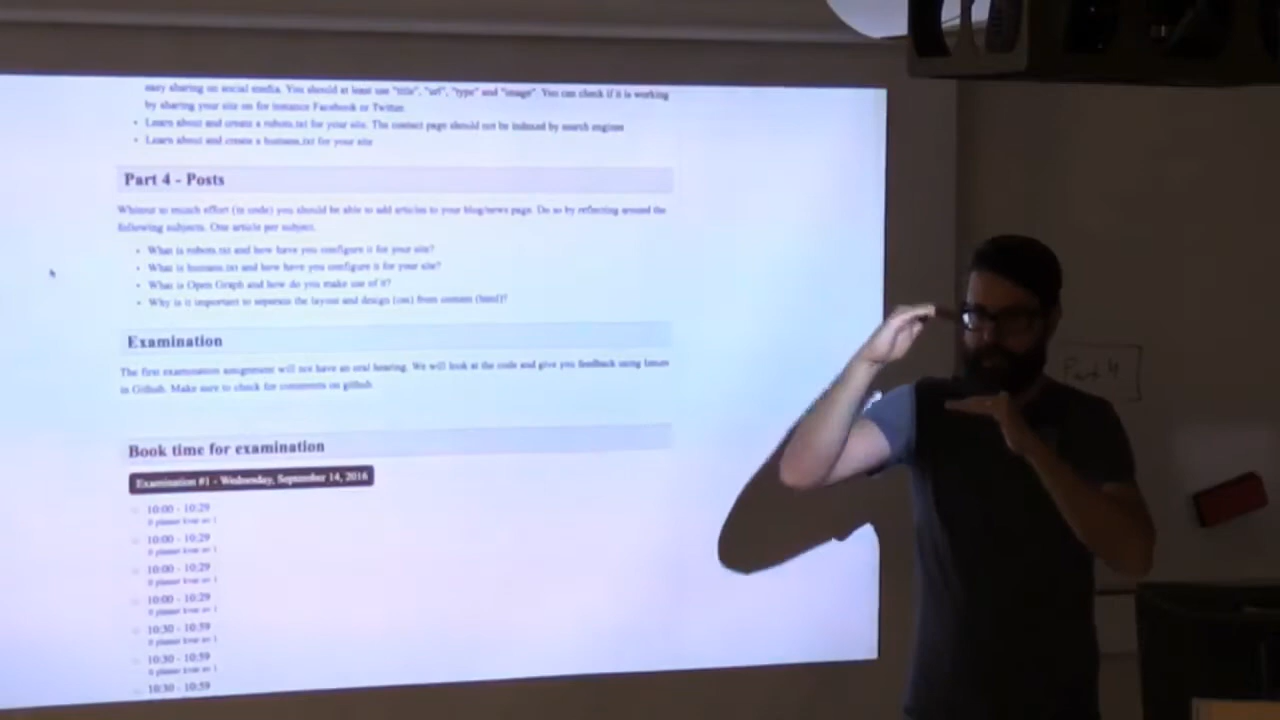 easy sharing on social media. You should at least use "title", "url", "type" and "image". You can check if it is working
by sharing your site on for instance Facebook or Twitter
• Learn about and create a robots.txt for your site. The contact page should not be indexed by search engines
• Learn about and create a humans.txt for your site
Part 4 - Posts
Whitout to mutch effort (in code) you should be able to add articles to your blog/news page. Do so by reflecting around the
following subjects. One article per subject.
• What is robots.txt and how have you configure it for your site?
• What is humans.txt and how have you configure it for your site?
• What is Open Graph and how do you make use of it?
• Why is it important to separate the layout and design (css) from content (html)?
Examination
The first examination assignment will not have an oral hearing. We will look at the code and give you feedback using Issues
in Github. Make sure to check for comments on github.
Part 4
Book time for examination
Examination #1 - Wednesday, September 14, 2016
10:00 - 10:29
10:00 - 10:29
10:00 - 10:29
10:00 - 10:29
10:30 - 10:59
10:30 - 10:59
10:30 - 10:59